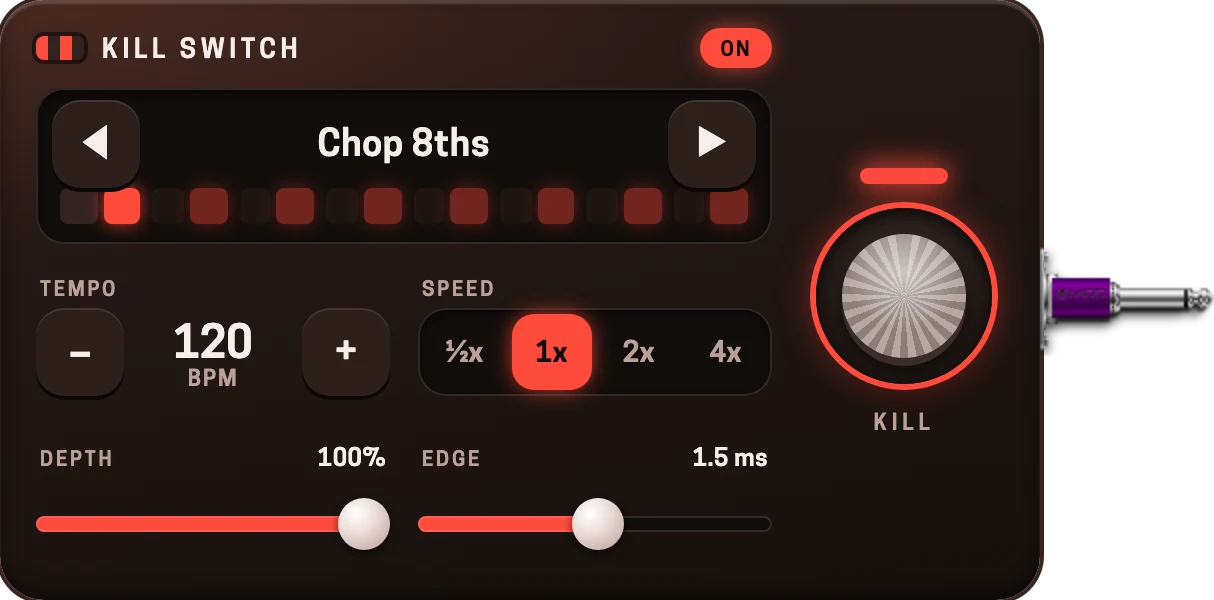 KILL SWITCH
ON
Chop 8ths
TEMPO
SPEED
–
120
BPM
+
½x
1x
2x
4x
KILL
DEPTH
100%
EDGE
1.5 ms